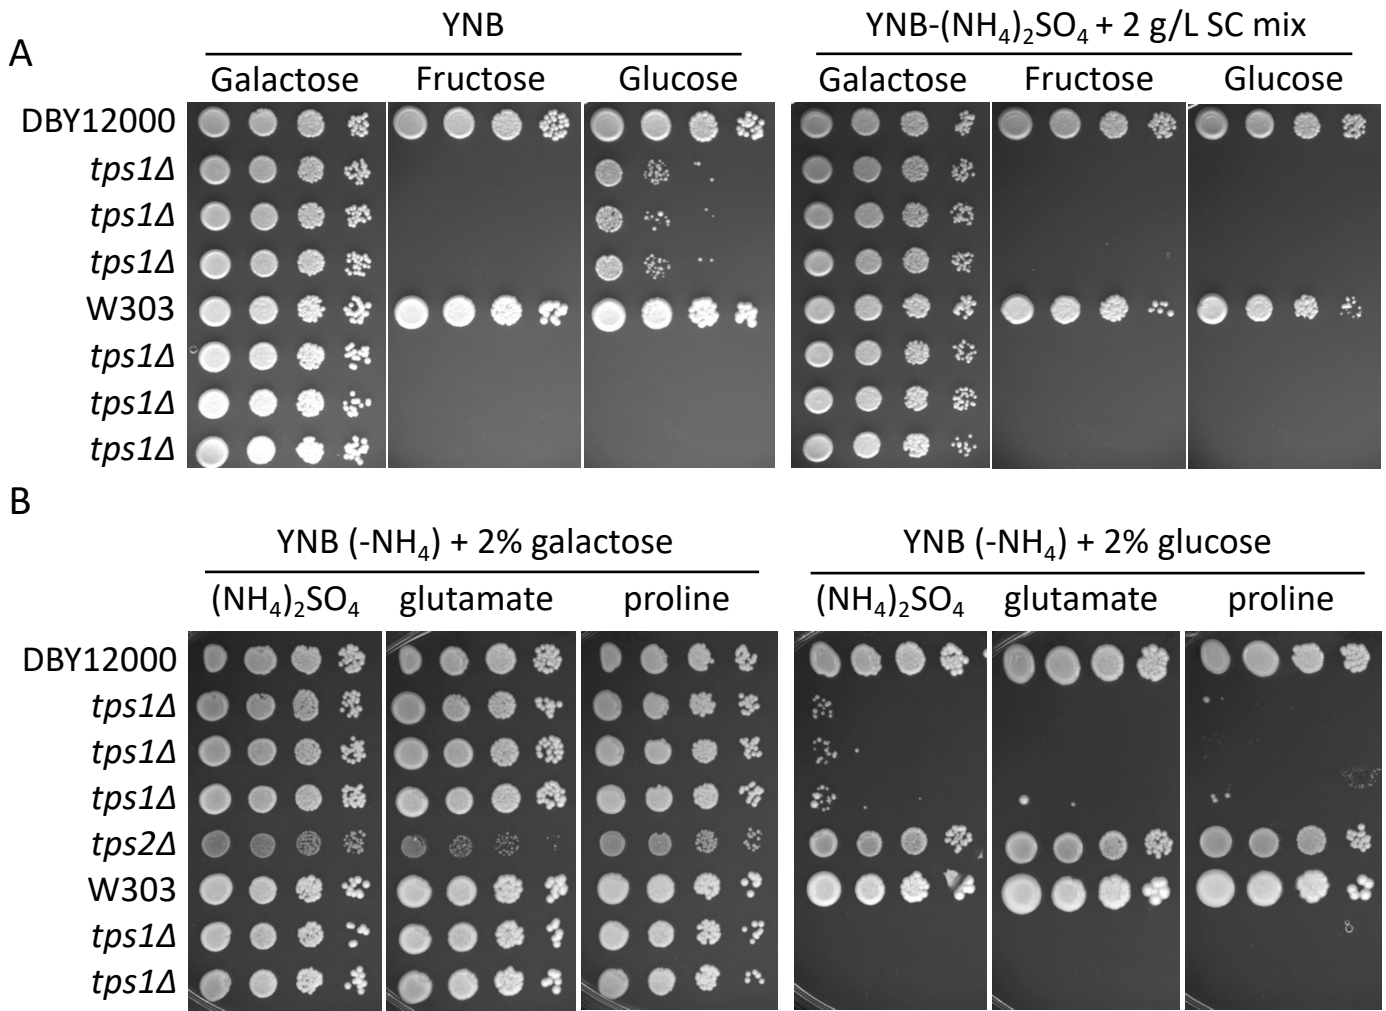 A
YNB
YNB-(NH₄)₂SO₄ + 2 g/L SC mix
Galactose Fructose Glucose Galactose Fructose Glucose
DBY12000
tps1Δ
tps1Δ
tps1Δ
W303
tps1Δ
tps1Δ
tps1Δ
B
YNB (-NH₄) + 2% galactose
YNB (-NH₄) + 2% glucose
(NH₄)₂SO₄ glutamate proline (NH₄)₂SO₄ glutamate proline
DBY12000
tps1Δ
tps1Δ
tps1Δ
tps2Δ
W303
tps1Δ
tps1Δ